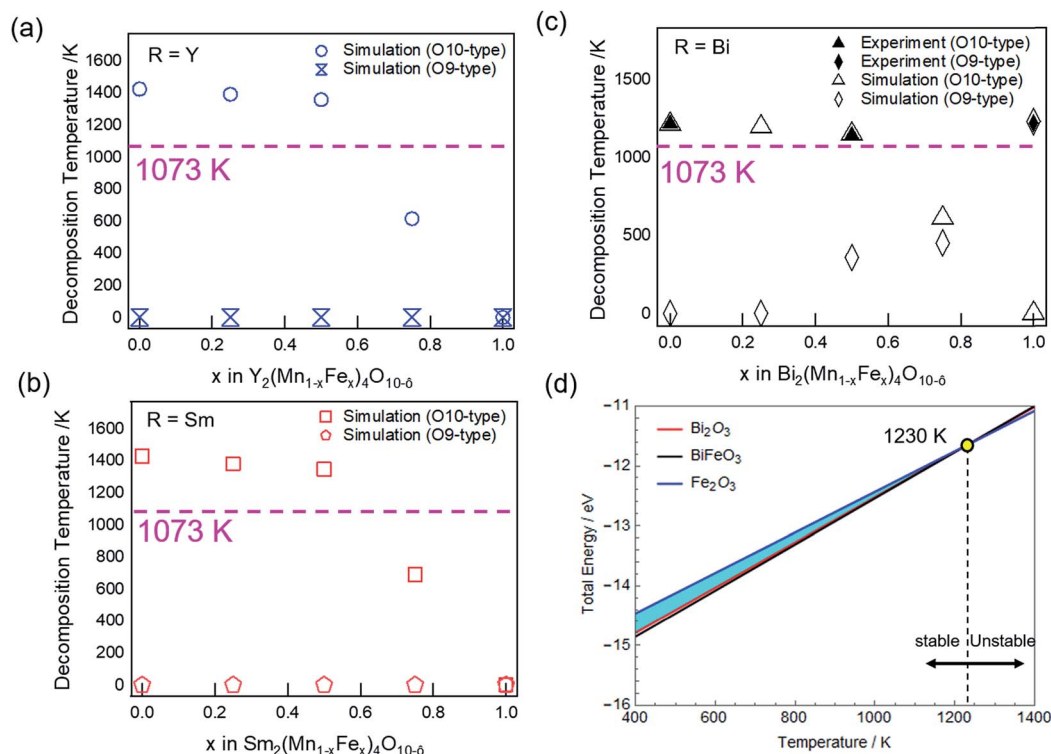 (a)
R = Y
Simulation (O10-type)
Simulation (O9-type)
1073 K
Decomposition Temperature /K
1600
1400
1200
1000
800
600
400
200
0
0.0 0.2 0.4 0.6 0.8 1.0
x in Y2(Mn1-xFex)4O10-δ
(b)
R = Sm
Simulation (O10-type)
Simulation (O9-type)
1073 K
Decomposition Temperature /K
1600
1400
1200
1000
800
600
400
200
0
0.0 0.2 0.4 0.6 0.8 1.0
x in Sm2(Mn1-xFex)4O10-δ
(c)
R = Bi
Experiment (O10-type)
Experiment (O9-type)
Simulation (O10-type)
Simulation (O9-type)
1073 K
Decomposition Temperature /K
1500
1000
500
0
0.0 0.2 0.4 0.6 0.8 1.0
x in Bi2(Mn1-xFex)4O10-δ
(d)
Bi2O3
BiFeO3
Fe2O3
1230 K
stable Unstable
Total Energy / eV
−11
−12
−13
−14
−15
−16
400 600 800 1000 1200 1400
Temperature / K